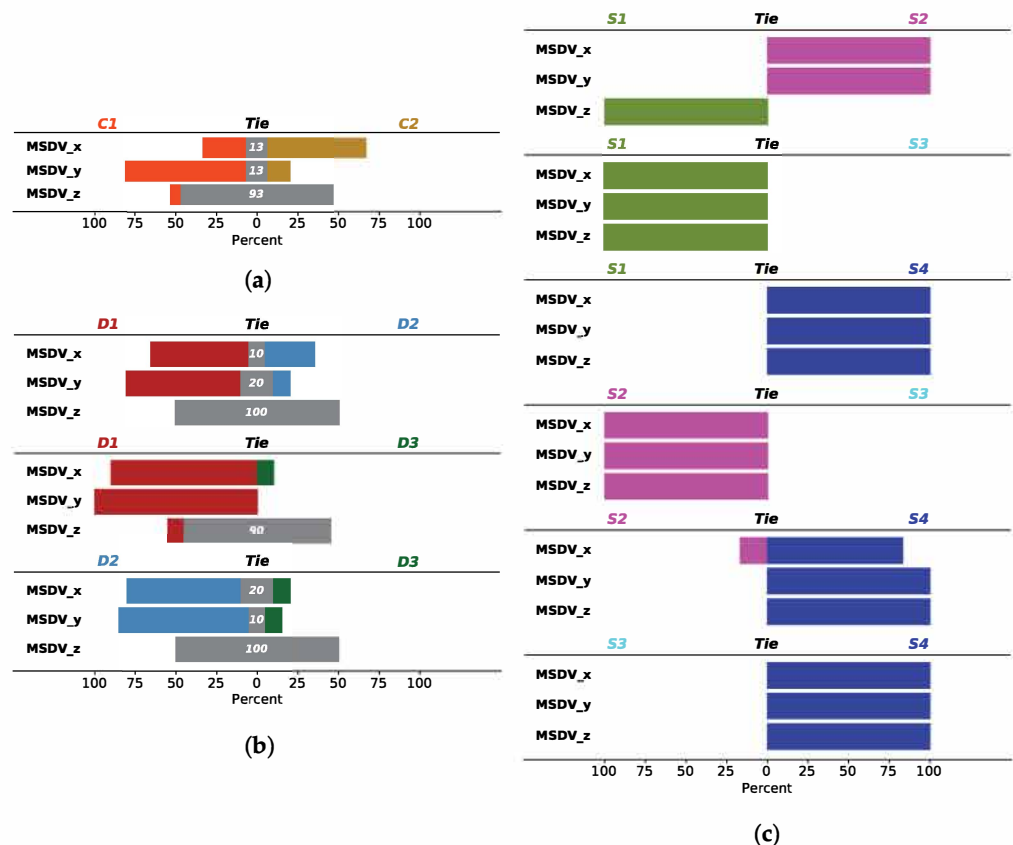 C1 Tie C2
MSDV_x 13
MSDV_y 13
MSDV_z 93
100 75 50 25 0 25 50 75 100
Percent
(a)
D1 Tie D2
MSDV_x 10
MSDV_y 20
MSDV_z 100
D1 Tie D3
MSDV_x
MSDV_y
MSDV_z 90
D2 Tie D3
MSDV_x 20
MSDV_y 10
MSDV_z 100
100 75 50 25 0 25 50 75 100
Percent
(b)
S1 Tie S2
MSDV_x
MSDV_y
MSDV_z
S1 Tie S3
MSDV_x
MSDV_y
MSDV_z
S1 Tie S4
MSDV_x
MSDV_y
MSDV_z
S2 Tie S3
MSDV_x
MSDV_y
MSDV_z
S2 Tie S4
MSDV_x
MSDV_y
MSDV_z
S3 Tie S4
MSDV_x
MSDV_y
MSDV_z
100 75 50 25 0 25 50 75 100
Percent
(c)